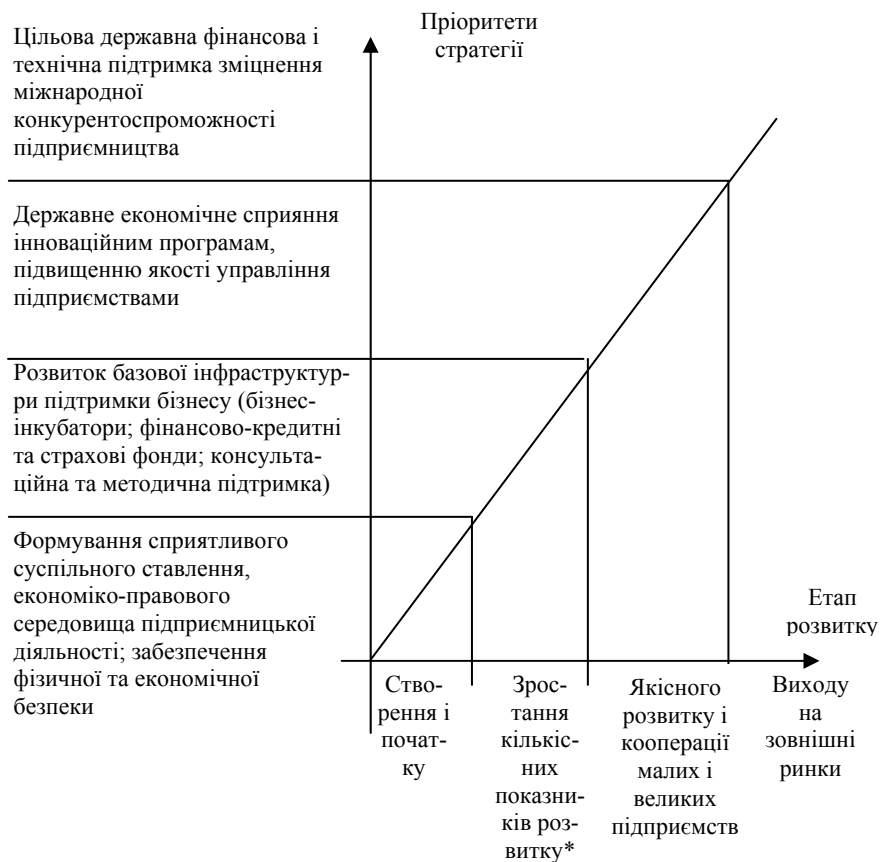 Цільова державна фінансова і
технічна підтримка зміцнення
міжнародної
конкурентоспроможності
підприємництва
Пріоритети
стратегії
Державне економічне сприяння
інноваційним програмам,
підвищенню якості управління
підприємствами
Розвиток базової інфраструктур-
ри підтримки бізнесу (бізнес-
інкубатори; фінансово-кредитні
та страхові фонди; консульта-
ційна та методична підтримка)
Формування сприятливого
суспільного ставлення,
економіко-правового
середовища підприємницької
діяльності; забезпечення
фізичної та економічної
безпеки
Етап
розвитку
Ство-
рення і
почат-
ку
Зрос-
тання
кількіс-
них
показни-
ків роз-
витку*
Якісного
розвитку і
кооперації
малих і
великих
підприємств
Виходу
на
зовнішні
ринки